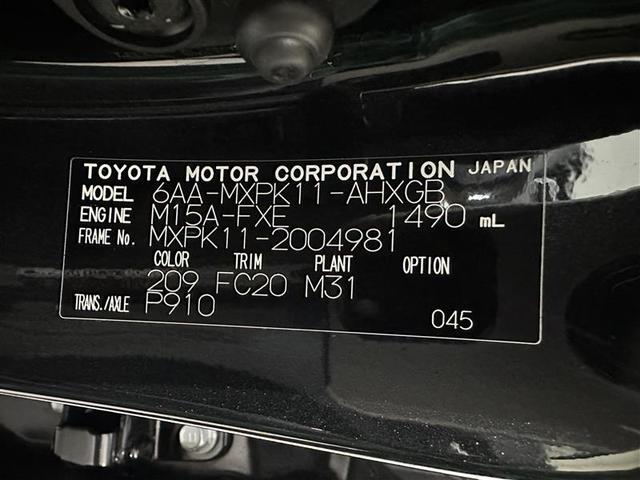 TOYOTA MOTOR CORPORATION JAPAN
MODEL 6AA-MXPK11-AHXGB
ENGINE M15A-FXE 1490 mL
FRAME No. MXPK11-2004981
COLOR TRIM PLANT OPTION
209 FC20 M31
TRANS./AXLE P910
045